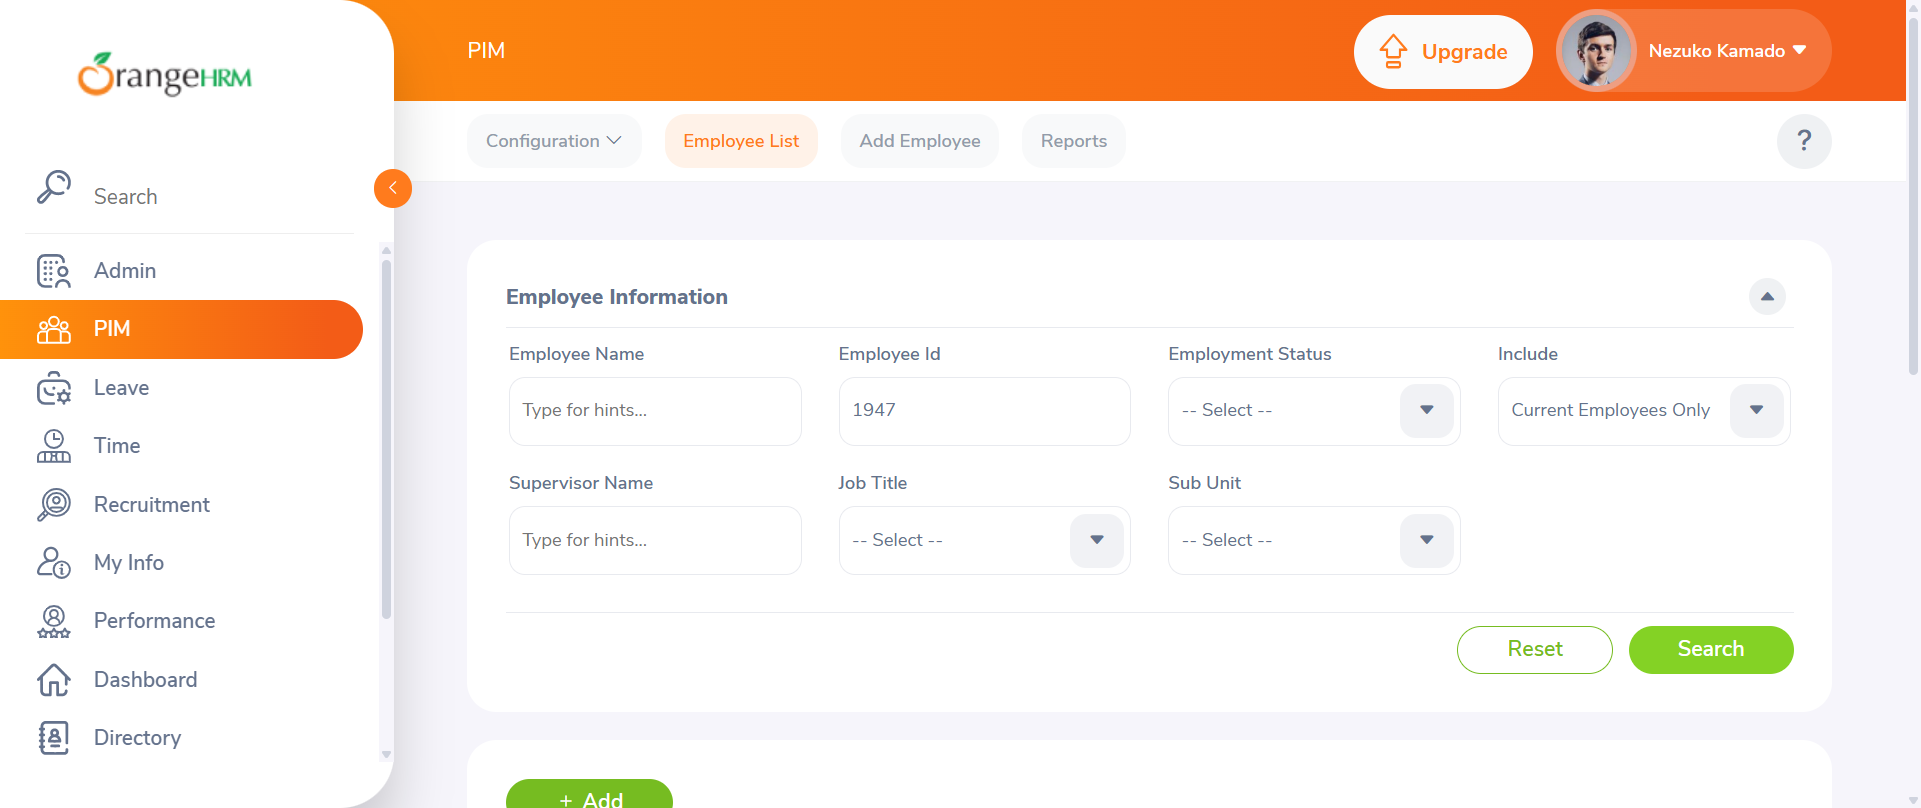 OrangeHRM
Search
Admin
PIM
Leave
Time
Recruitment
My Info
Performance
Dashboard
Directory
PIM
Upgrade
Nezuko Kamado
Configuration
Employee List
Add Employee
Reports
?
Employee Information
Employee Name
Employee Id
Employment Status
Include
Type for hints...
1947
-- Select --
Current Employees Only
Supervisor Name
Job Title
Sub Unit
Type for hints...
-- Select --
-- Select --
Reset
Search
+ Add